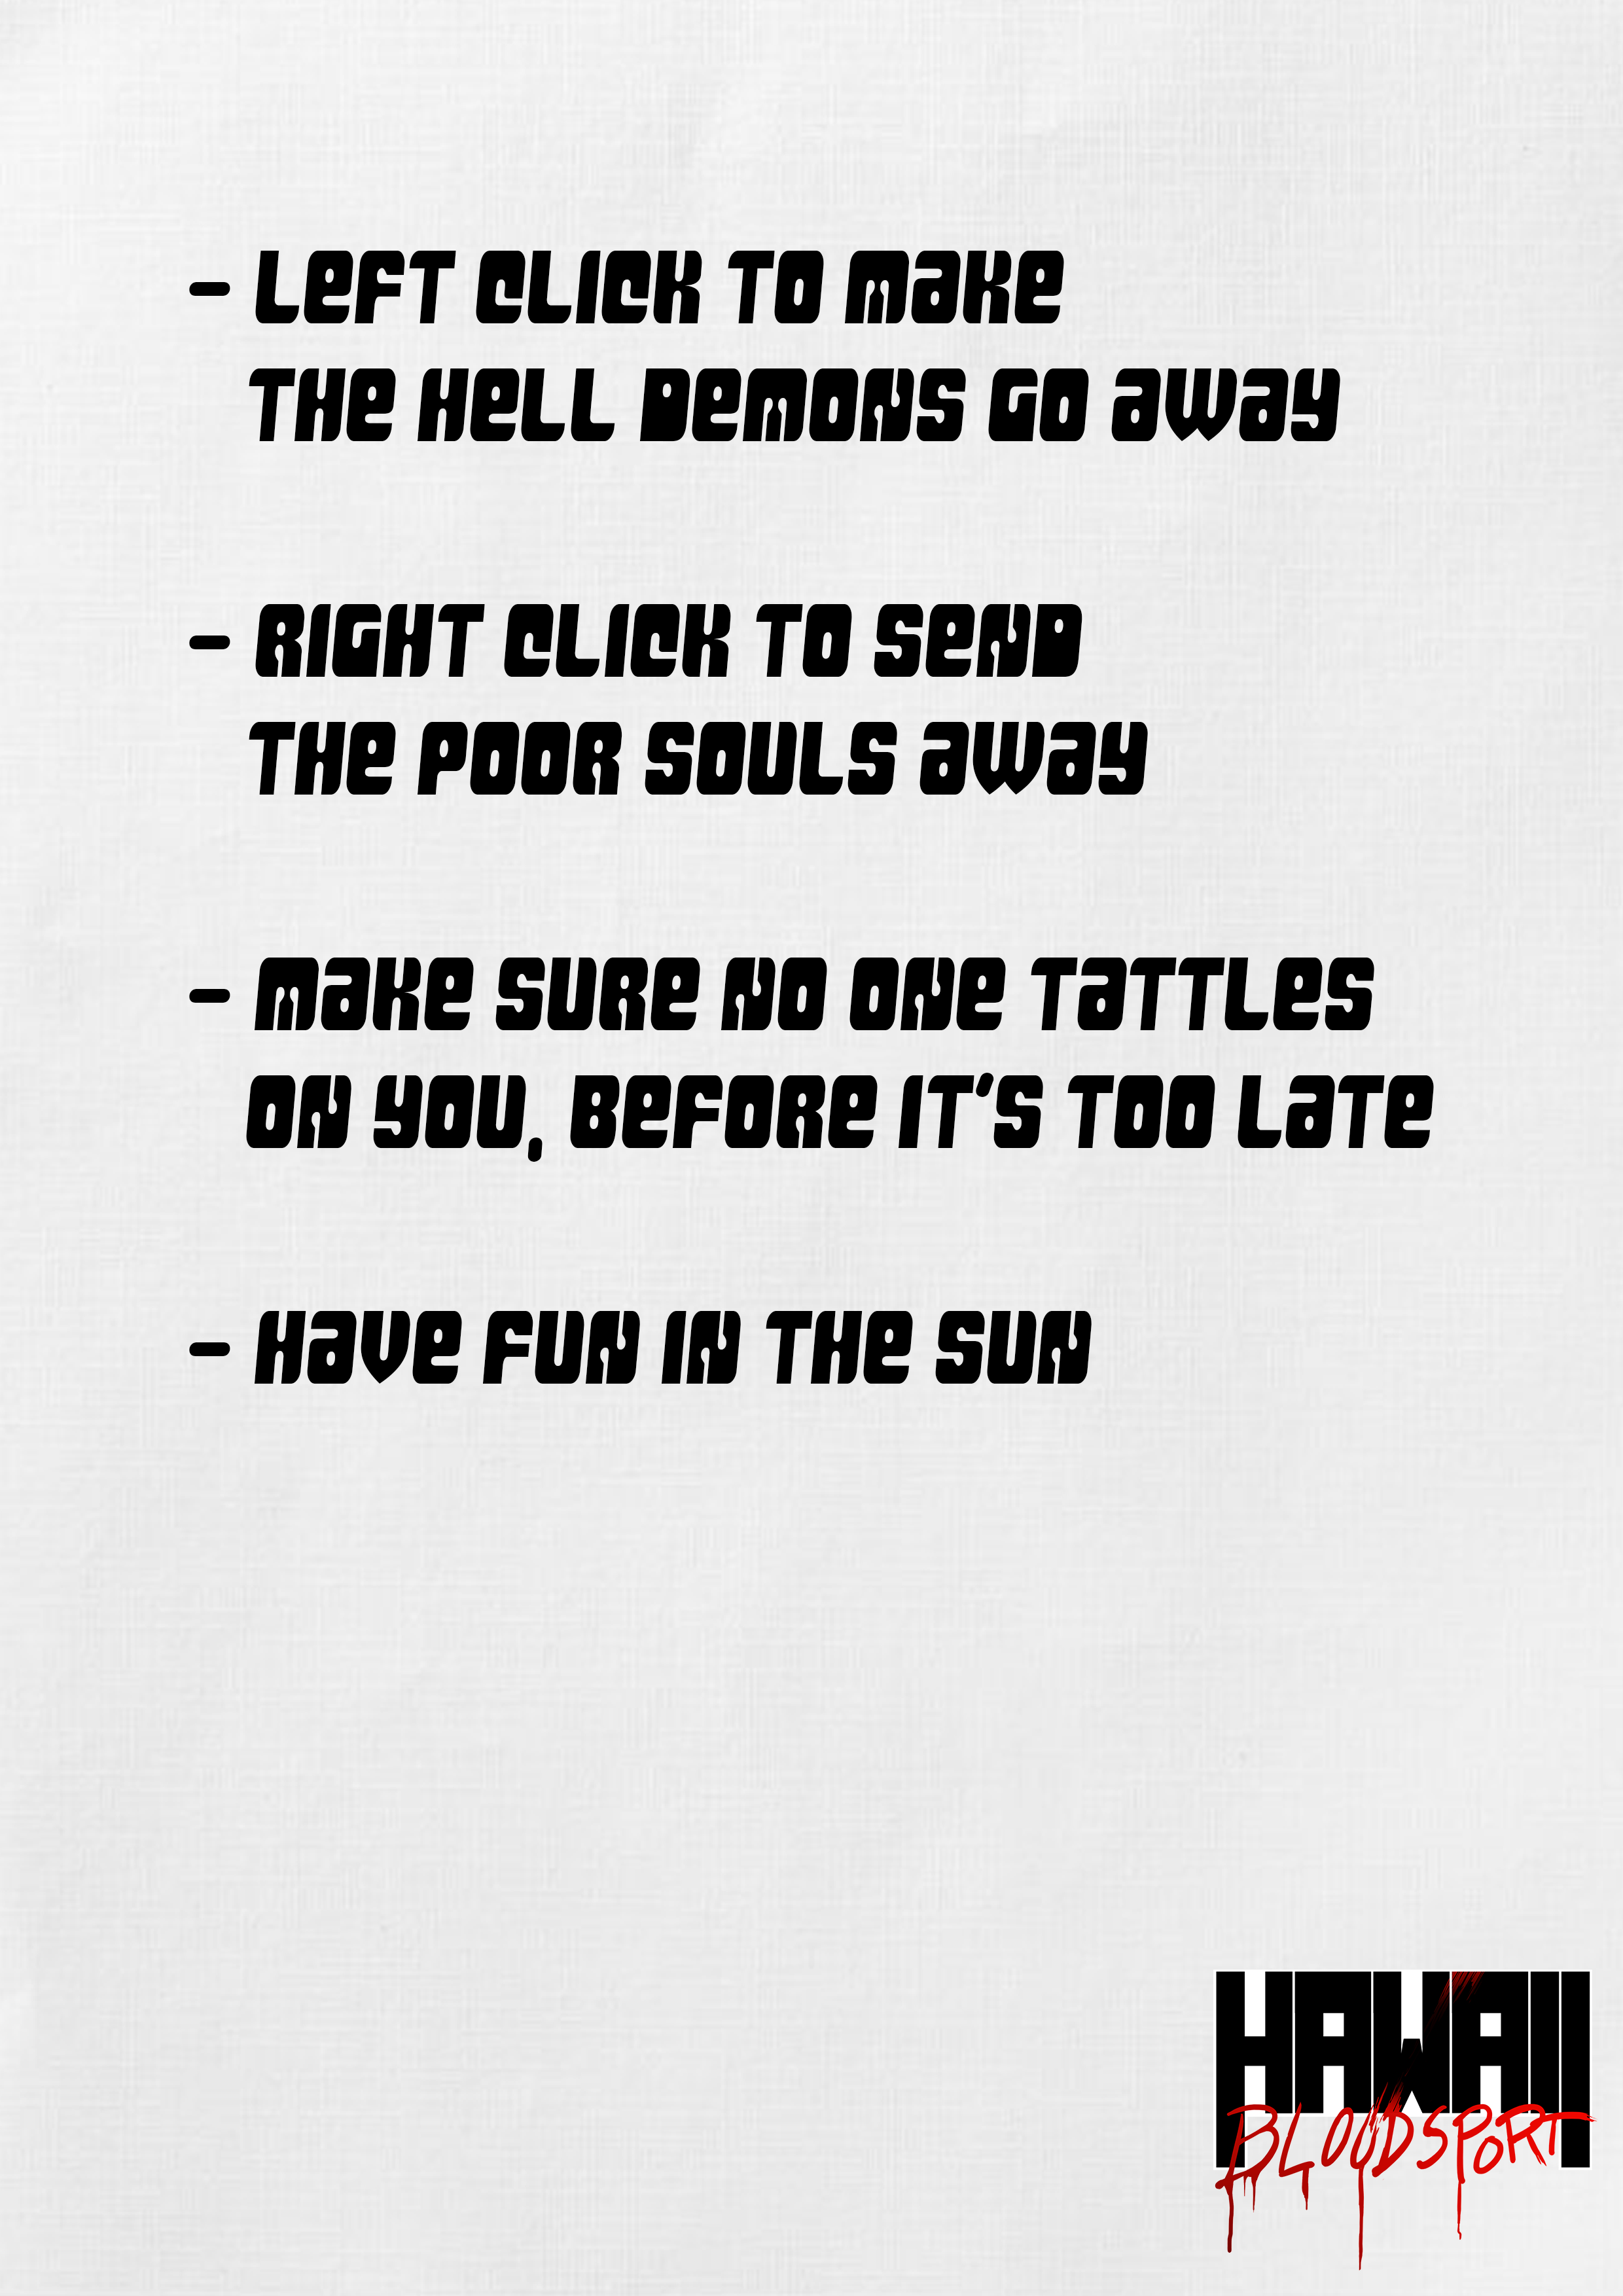 - LEFT CLICK TO MAKE
THE HELL DEMONS GO AWAY
- RIGHT CLICK TO SEND
THE POOR SOULS AWAY
- MAKE SURE NO ONE TATTLES
ON YOU, BEFORE IT'S TOO LATE
- HAVE FUN IN THE SUN
HAWAII
BLOODSPORT